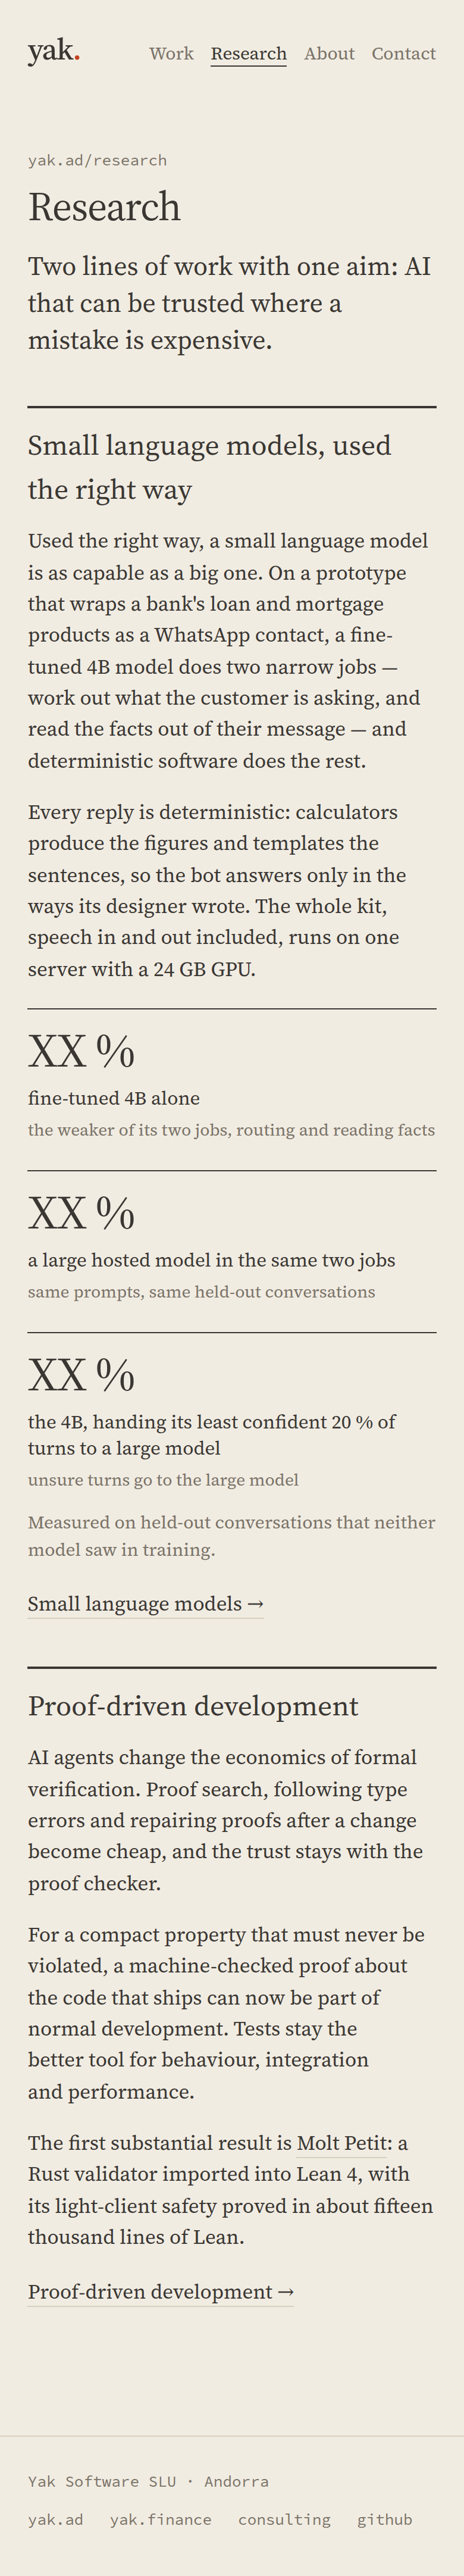 yak.
Work Research About Contact
yak.ad/research
Research
Two lines of work with one aim: AI
that can be trusted where a
mistake is expensive.
Small language models, used
the right way
Used the right way, a small language model
is as capable as a big one. On a prototype
that wraps a bank's loan and mortgage
products as a WhatsApp contact, a fine-
tuned 4B model does two narrow jobs —
work out what the customer is asking, and
read the facts out of their message — and
deterministic software does the rest.
Every reply is deterministic: calculators
produce the figures and templates the
sentences, so the bot answers only in the
ways its designer wrote. The whole kit,
speech in and out included, runs on one
server with a 24 GB GPU.
XX %
fine-tuned 4B alone
the weaker of its two jobs, routing and reading facts
XX %
a large hosted model in the same two jobs
same prompts, same held-out conversations
XX %
the 4B, handing its least confident 20 % of
turns to a large model
unsure turns go to the large model
Measured on held-out conversations that neither
model saw in training.
Small language models →
Proof-driven development
AI agents change the economics of formal
verification. Proof search, following type
errors and repairing proofs after a change
become cheap, and the trust stays with the
proof checker.
For a compact property that must never be
violated, a machine-checked proof about
the code that ships can now be part of
normal development. Tests stay the
better tool for behaviour, integration
and performance.
The first substantial result is Molt Petit: a
Rust validator imported into Lean 4, with
its light-client safety proved in about fifteen
thousand lines of Lean.
Proof-driven development →
Yak Software SLU · Andorra
yak.ad yak.finance consulting github